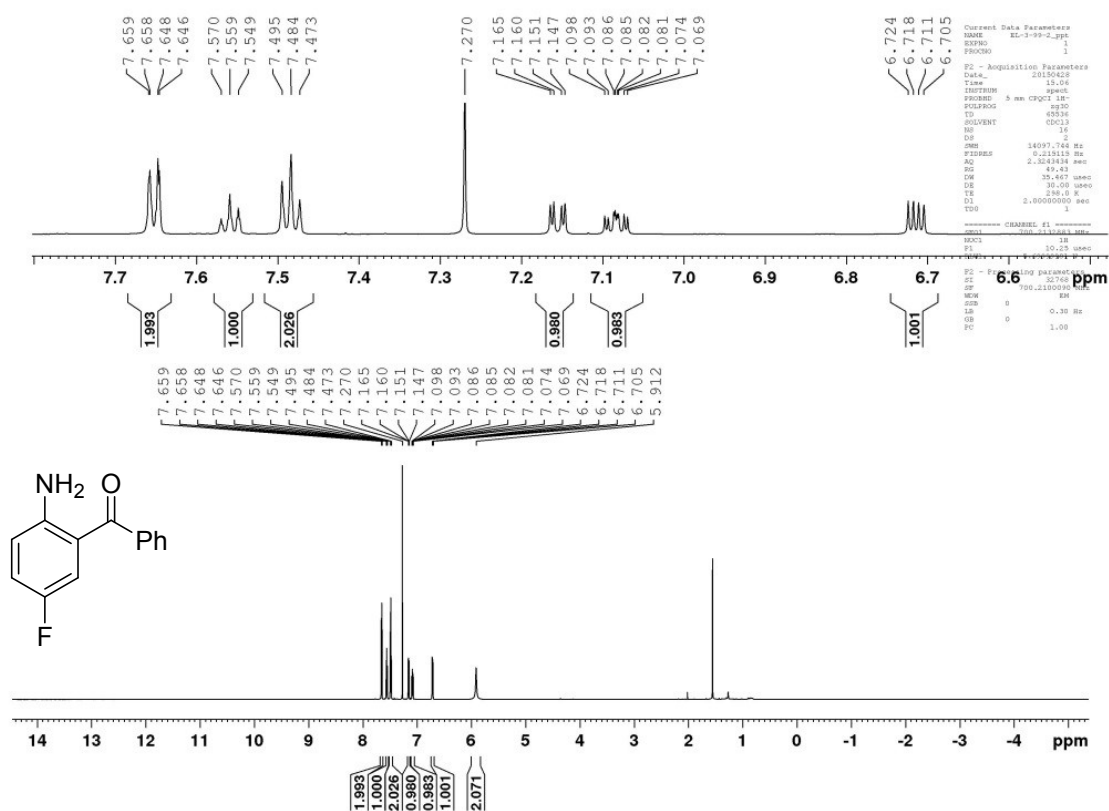 7.659
7.658
7.648
7.646
7.570
7.559
7.549
7.495
7.484
7.473
7.270
7.165
7.160
7.151
7.147
7.098
7.093
7.086
7.085
7.082
7.081
7.074
7.069
6.724
6.718
6.711
6.705
Current Data Parameters
NAME EL-3-99-2_ppt
EXPNO 1
PROCNO 1
F2 - Acquisition Parameters
Date_ 20150428
Time 15.06
INSTRUM spect
PROBHD 5 mm CPQCI 1H-
PULPROG zg30
TD 65536
SOLVENT CDCl3
NS 16
DS 2
SWH 14097.744 Hz
FIDRES 0.215119 Hz
AQ 2.3243434 sec
RG 49.43
DW 35.467 usec
DE 30.00 usec
TE 298.0 K
D1 2.00000000 sec
TD0 1
======== CHANNEL f1 ========
NUC1 1H
P1 10.25 usec
F2 - Processing parameters
SI 32768
SF 700.2100090 MHz
WDW EM
SSB 0
LB 0.30 Hz
GB 0
PC 1.00
7.7 7.6 7.5 7.4 7.3 7.2 7.1 7.0 6.9 6.8 6.7 6.6 ppm
1.993 1.000 2.026 0.980 0.983 1.001
7.659
7.658
7.648
7.646
7.570
7.559
7.549
7.495
7.484
7.473
7.270
7.165
7.160
7.151
7.147
7.098
7.093
7.086
7.085
7.082
7.081
7.074
7.069
6.724
6.718
6.711
6.705
5.912
NH2
O
Ph
F
14 13 12 11 10 9 8 7 6 5 4 3 2 1 0 -1 -2 -3 -4 ppm
1.993 1.000 2.026 0.980 0.983 1.001 2.071